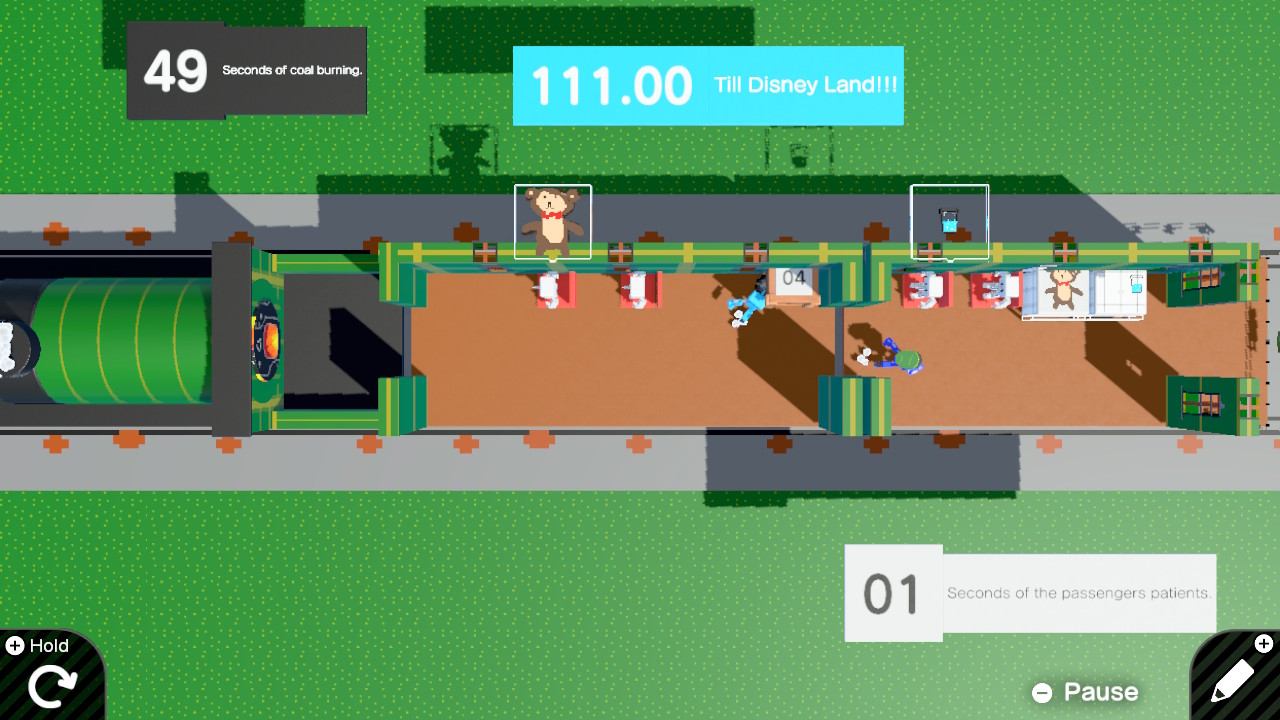 49 Seconds of coal burning.
111.00 Till Disney Land!!!
04
01 Seconds of the passengers patients.
Hold
Pause